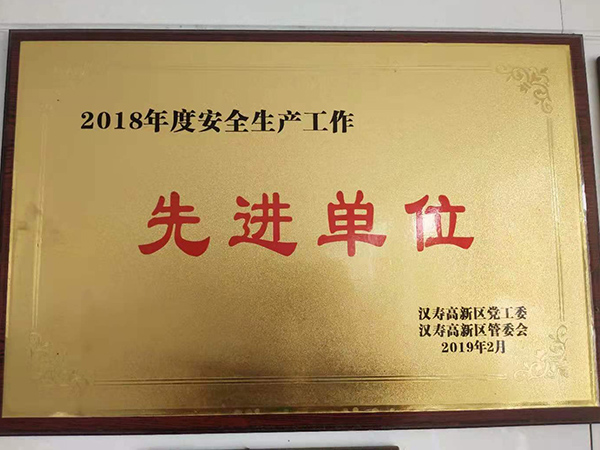 2018年度安全生产工作
先进单位
汉寿高新区党工委
汉寿高新区管委会
2019年2月